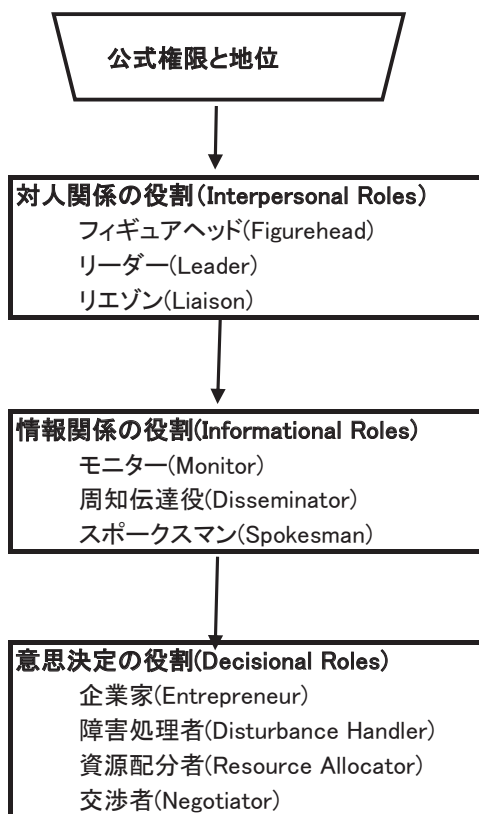 公式権限と地位
対人関係の役割(Interpersonal Roles)
フィギュアヘッド(Figurehead)
リーダー(Leader)
リエゾン(Liaison)
情報関係の役割(Informational Roles)
モニター(Monitor)
周知伝達役(Disseminator)
スポークスマン(Spokesman)
意思決定の役割(Decisional Roles)
企業家(Entrepreneur)
障害処理者(Disturbance Handler)
資源配分者(Resource Allocator)
交渉者(Negotiator)